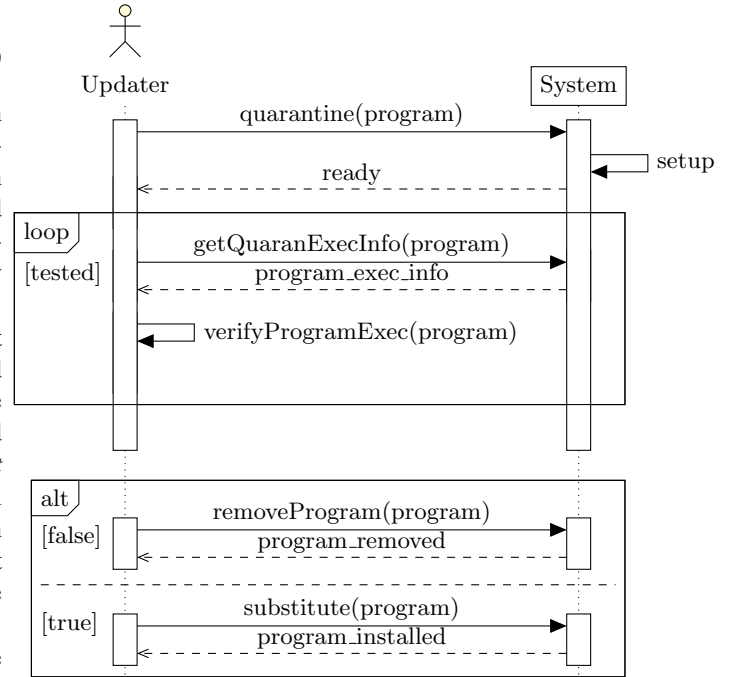 Updater
System
quarantine(program)
setup
ready
loop
getQuaranExecInfo(program)
[tested]
program_exec_info
verifyProgramExec(program)
alt
removeProgram(program)
[false]
program_removed
substitute(program)
[true]
program_installed